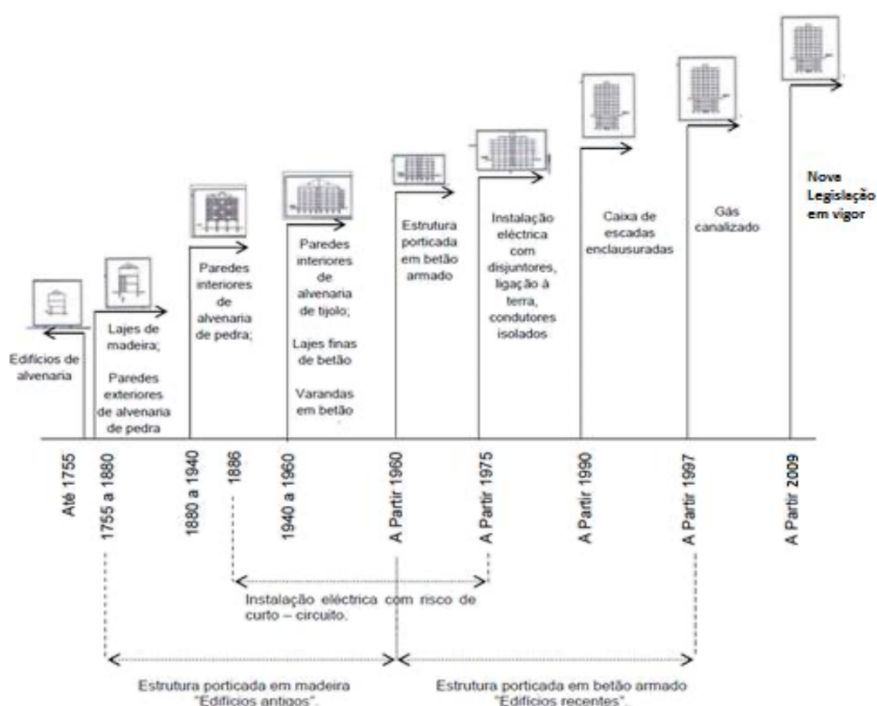 Edifícios de
alvenaria
Lajes de
madeira;
Paredes
exteriores
de alvenaria
de pedra
Paredes
interiores
de
alvenaria
de pedra;
Paredes
interiores
de
alvenaria
de tijolo;
Lajes finas
de betão
Varandas
em betão
Estrutura
porticada
em betão
armado
Instalação
eléctrica
com
disjuntores,
ligação à
terra,
condutores
isolados
Caixa de
escadas
enclausuradas
Gás
canalizado
Nova
Legislação
em vigor
Até 1755
1755 a 1880
1880 a 1940
1886
1940 a 1960
A Partir 1960
A Partir 1975
A Partir 1990
A Partir 1997
A Partir 2009
Instalação eléctrica com risco de
curto – circuito.
Estrutura porticada em madeira
"Edifícios antigos".
Estrutura porticada em betão armado
"Edifícios recentes".